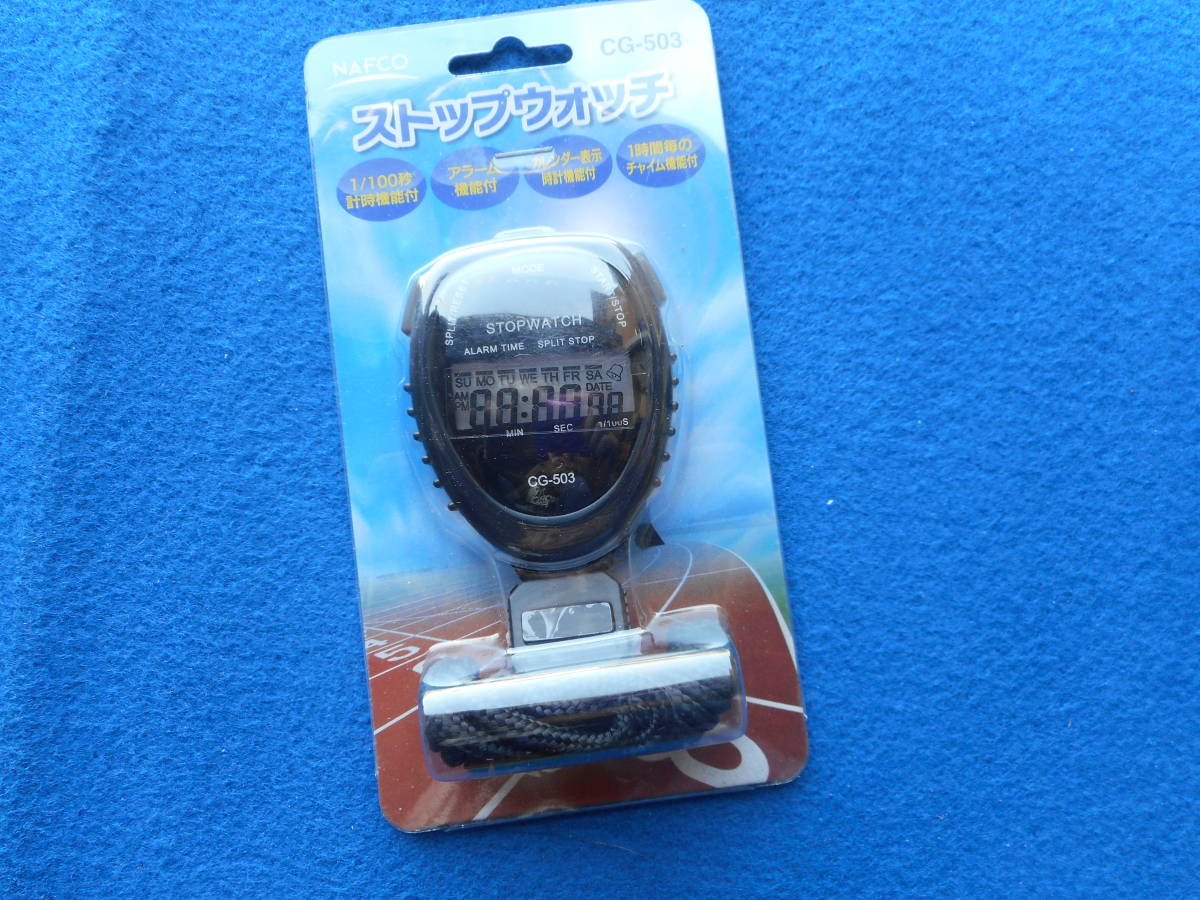 NAFCO
CG-503
ストップウォッチ
1/100秒
計時機能付
アラーム
機能付
カレンダー表示
時計機能付
1時間毎の
チャイム機能付
MODE
STOPWATCH
ALARM TIME SPLIT STOP
SU MO TU WE TH FR SA
AM
DATE
PM
MIN SEC 1/100S
CG-503
5